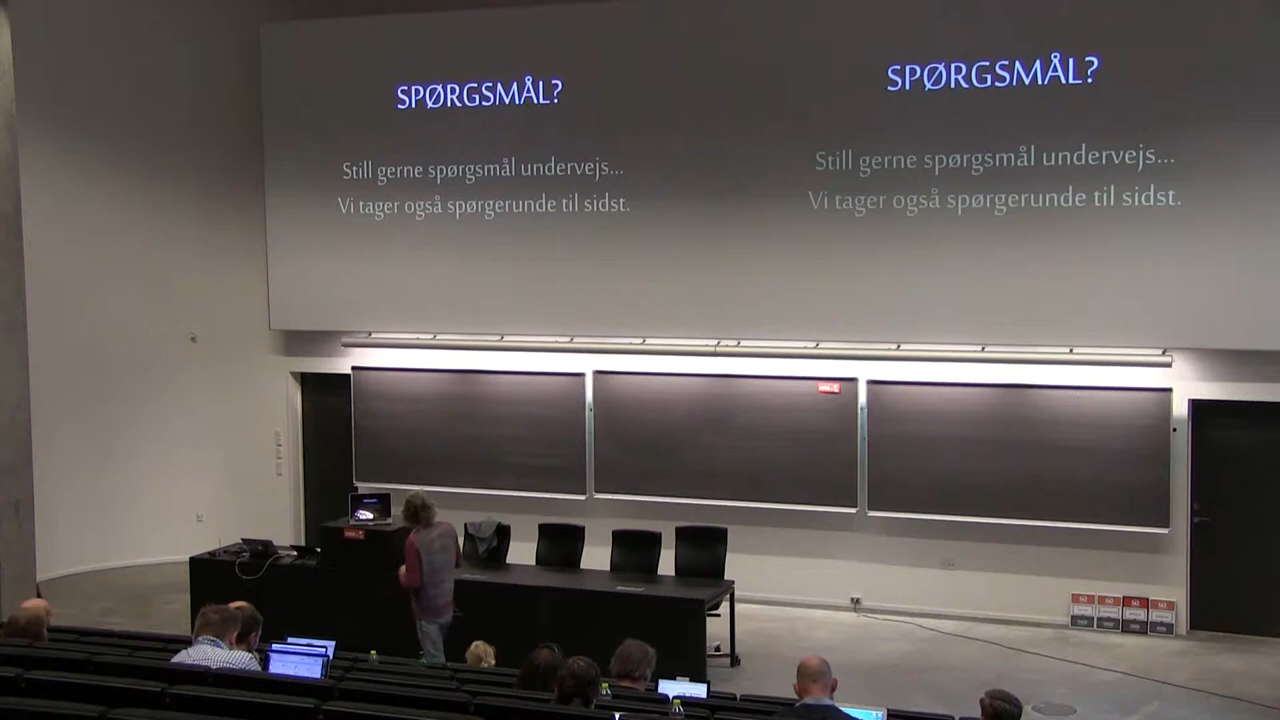 SPØRGSMÅL?
Still gerne spørgsmål undervejs...
Vi tager også spørgerunde til sidst.
SPØRGSMÅL?
Still gerne spørgsmål undervejs...
Vi tager også spørgerunde til sidst.